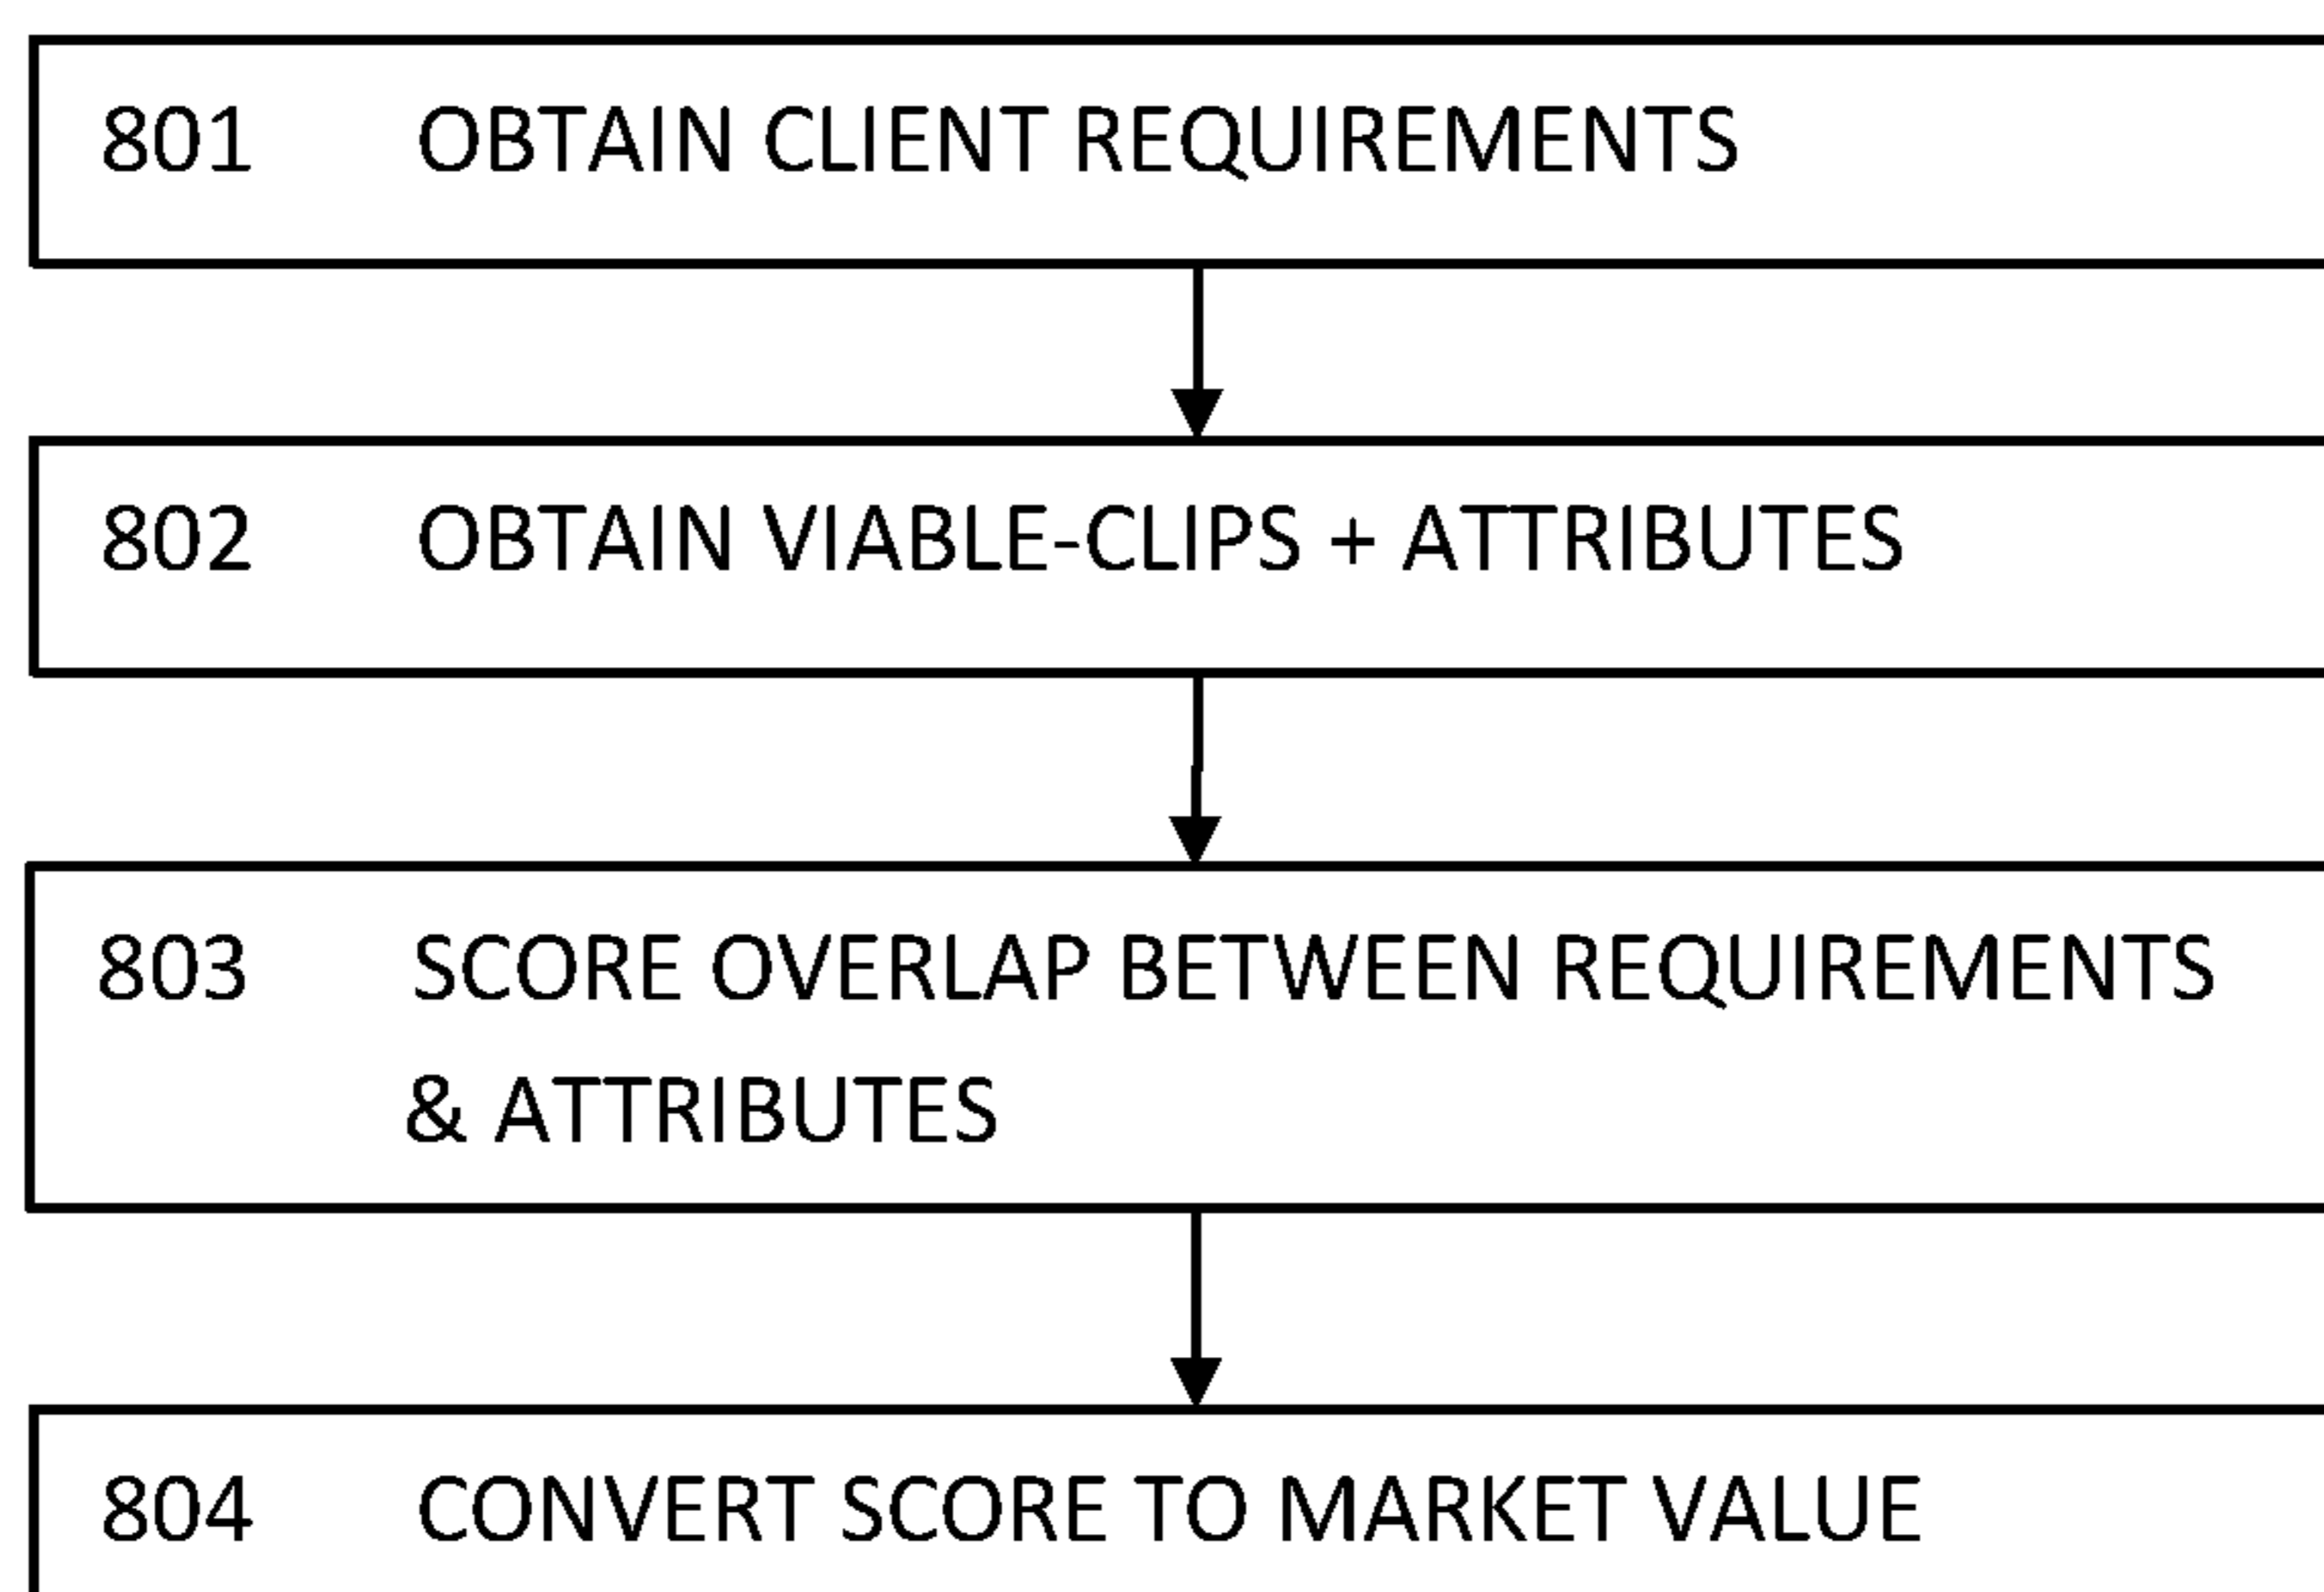 801 OBTAIN CLIENT REQUIREMENTS
802 OBTAIN VIABLE-CLIPS + ATTRIBUTES
803 SCORE OVERLAP BETWEEN REQUIREMENTS
& ATTRIBUTES
804 CONVERT SCORE TO MARKET VALUE